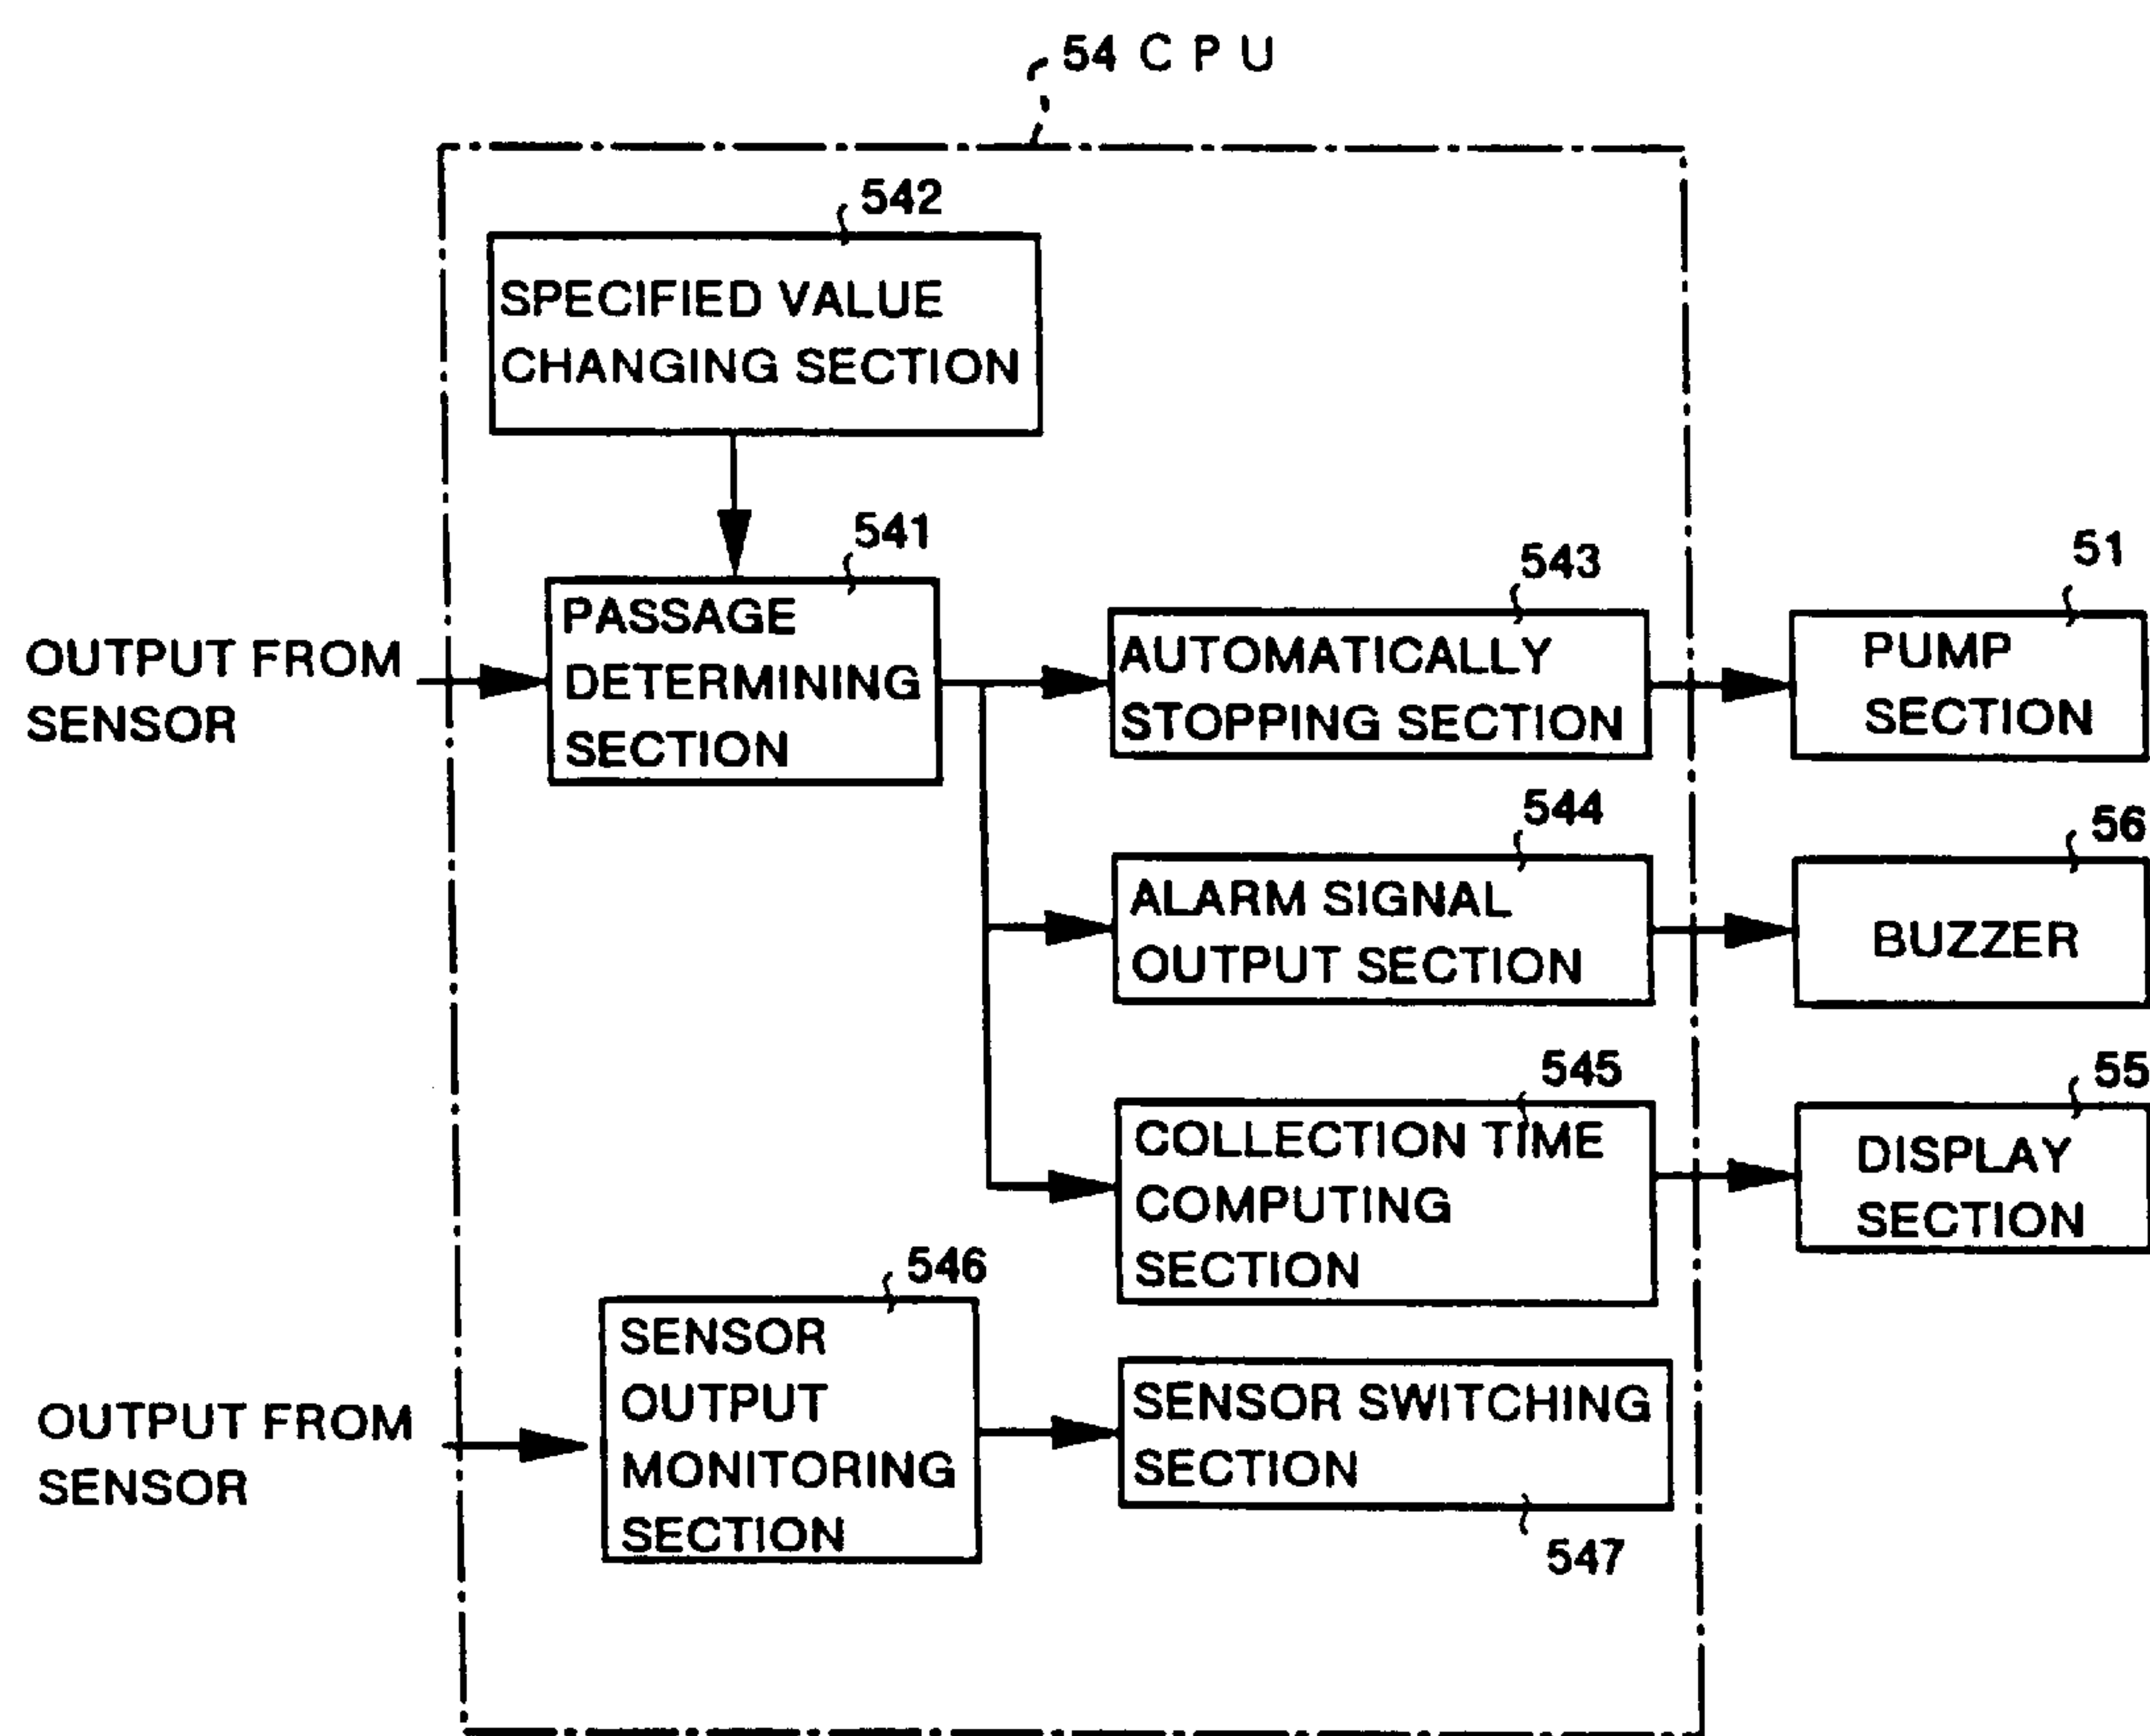 54 C P U
542
SPECIFIED VALUE
CHANGING SECTION
541
PASSAGE
DETERMINING
SECTION
OUTPUT FROM
SENSOR
543
AUTOMATICALLY
STOPPING SECTION
51
PUMP
SECTION
544
ALARM SIGNAL
OUTPUT SECTION
56
BUZZER
545
COLLECTION TIME
COMPUTING
SECTION
55
DISPLAY
SECTION
546
SENSOR
OUTPUT
MONITORING
SECTION
OUTPUT FROM
SENSOR
SENSOR SWITCHING
SECTION
547